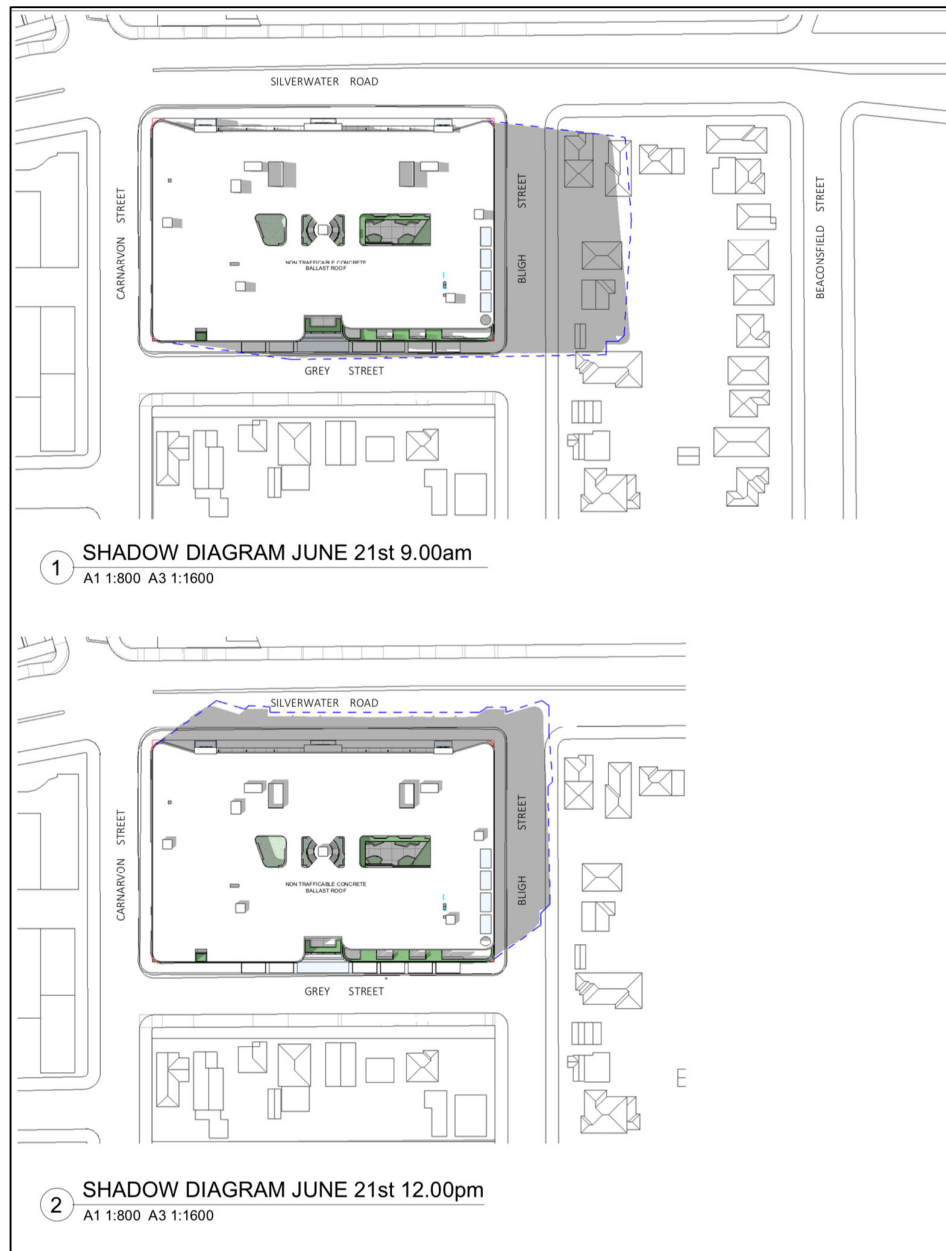 SILVERWATER ROAD
CARNARVON STREET
BLIGH STREET
BEACONSFIELD STREET
NON TRAFFICABLE CONCRETE
BALLAST ROOF
GREY STREET
1
SHADOW DIAGRAM JUNE 21st 9.00am
A1 1:800 A3 1:1600
SILVERWATER ROAD
CARNARVON STREET
BLIGH STREET
NON TRAFFICABLE CONCRETE
BALLAST ROOF
GREY STREET
2
SHADOW DIAGRAM JUNE 21st 12.00pm
A1 1:800 A3 1:1600